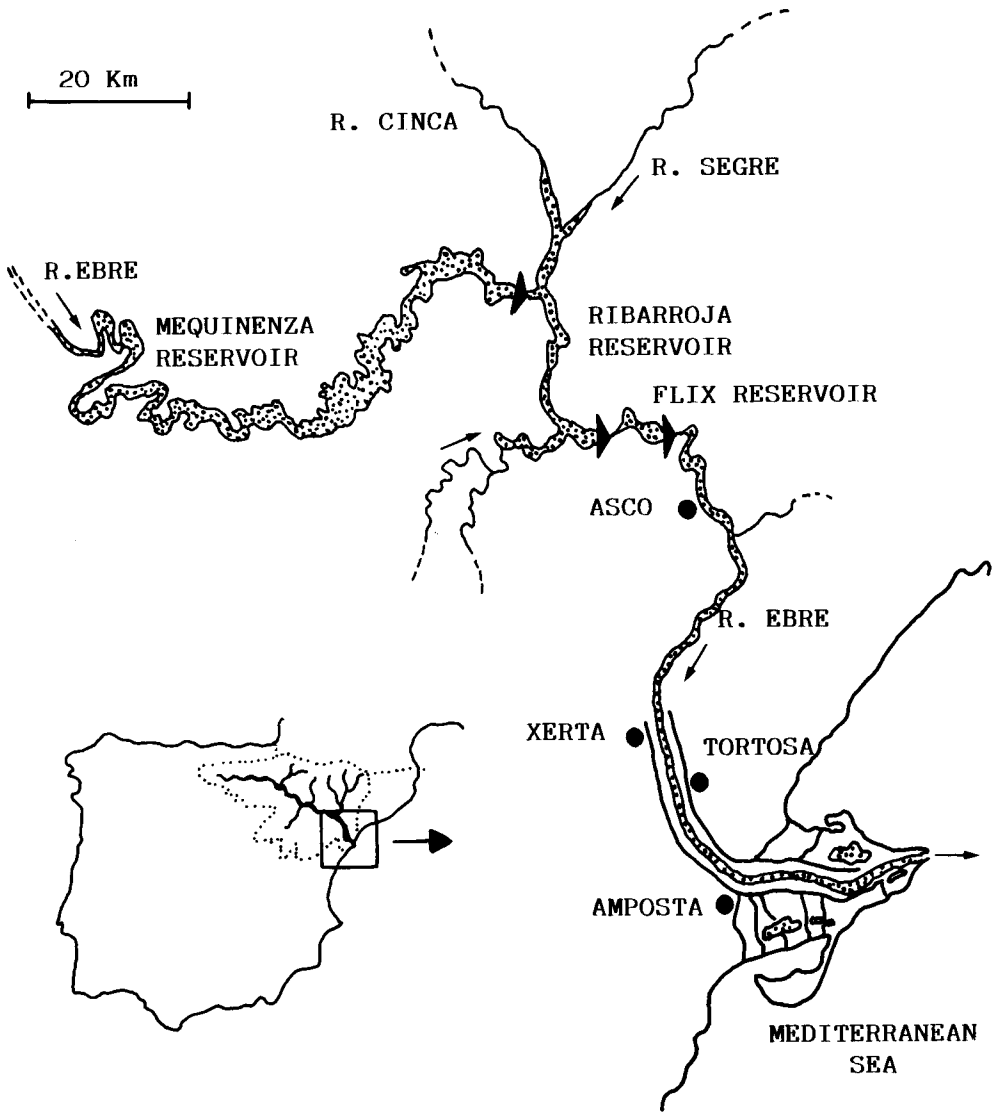 20 Km
R. CINCA
R. SEGRE
R.EBRE
MEQUINENZA
RESERVOIR
RIBARROJA
RESERVOIR
FLIX RESERVOIR
ASCO
R. EBRE
XERTA
TORTOSA
AMPOSTA
MEDITERRANEAN
SEA